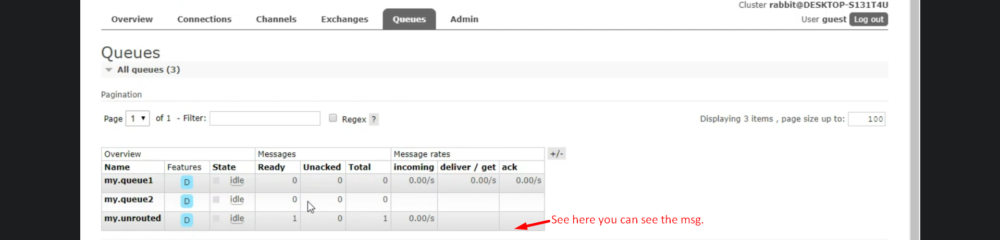 Cluster rabbit@DESKTOP-S131T4U
Overview Connections Channels Exchanges Queues Admin
User guest Log out
Queues
All queues (3)
Pagination
Page 1 of 1 - Filter: Regex ? Displaying 3 items , page size up to: 100
Overview Messages Message rates +/-
Name Features State Ready Unacked Total incoming deliver / get ack
my.queue1 D idle 0 0 0 0.00/s 0.00/s 0.00/s
my.queue2 D idle 0 0 0
my.unrouted D idle 1 0 1 0.00/s
See here you can see the msg.